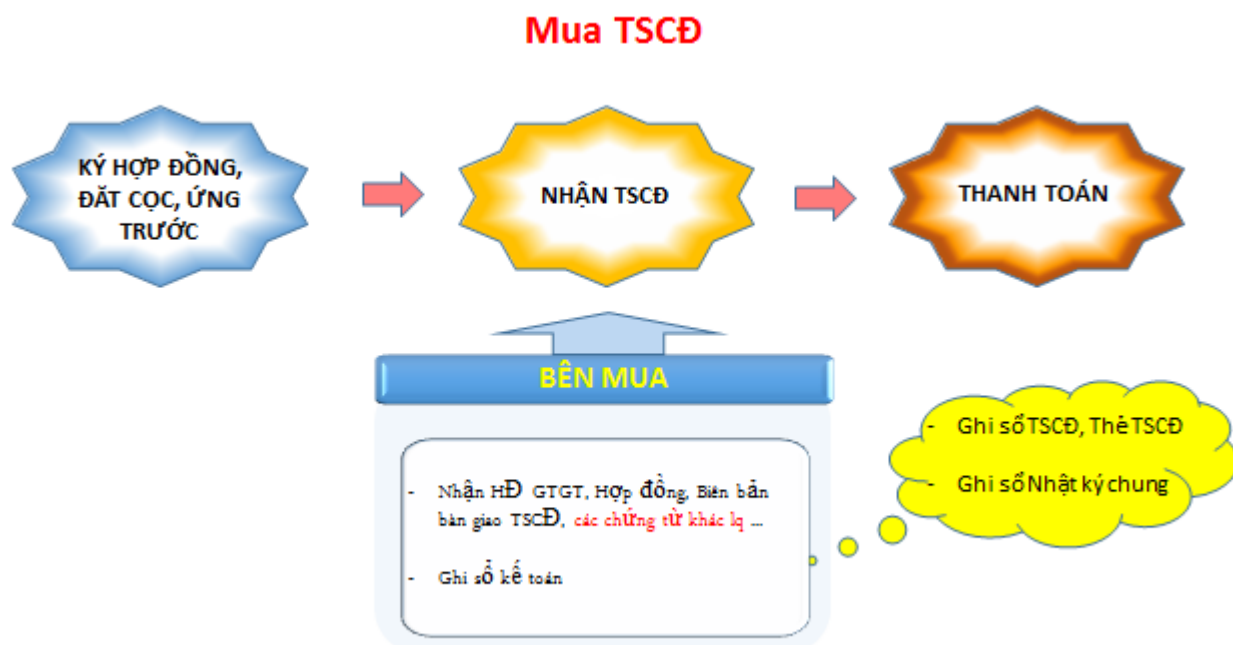 Mua TSCĐ
KÝ HỢP ĐỒNG,
ĐĂT CỌC, ỨNG
TRƯỚC
NHẬN TSCĐ
THANH TOÁN
BÊN MUA
- Nhận HĐ GTGT, Hợp đồng, Biên bản
bàn giao TSCĐ, các chứng từ khác lq ...
- Ghi sổ kế toán
- Ghi sổ TSCĐ, Thẻ TSCĐ
- Ghi sổ Nhật ký chung